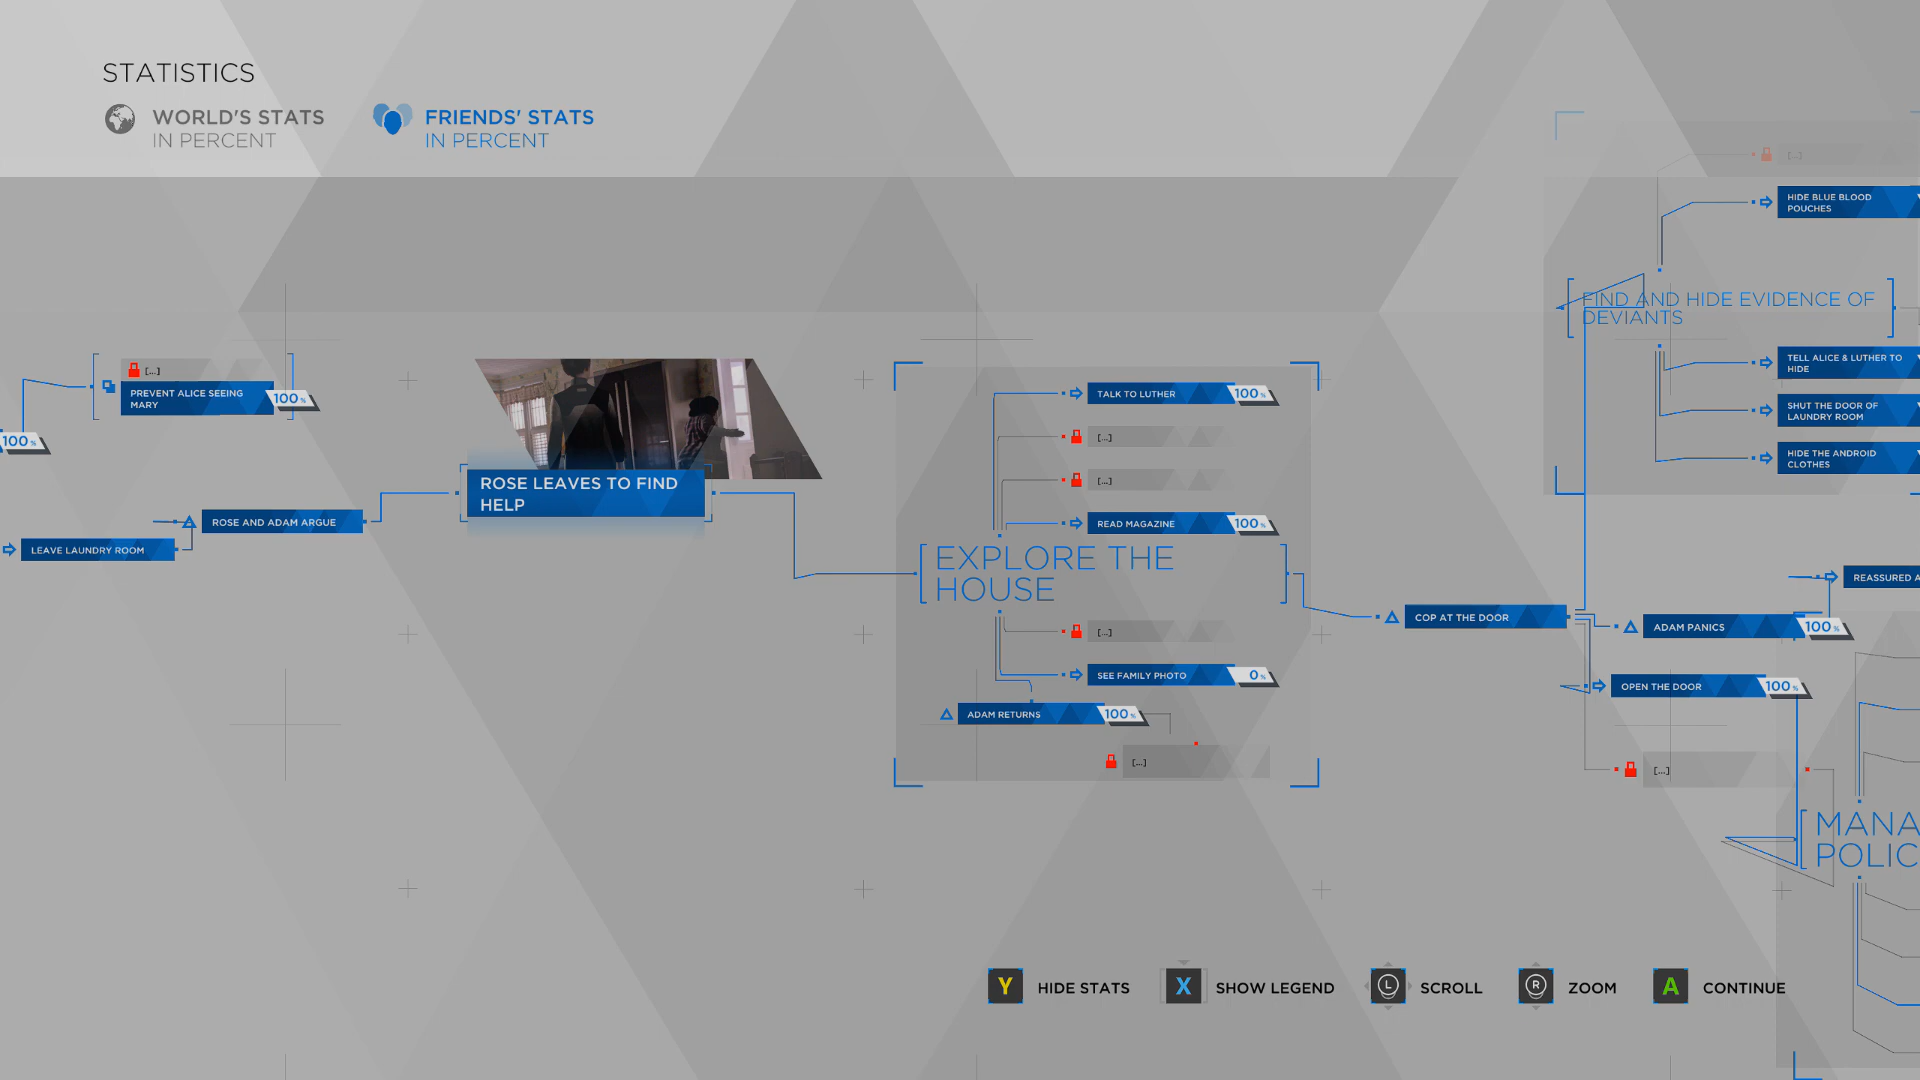 STATISTICS
WORLD'S STATS
IN PERCENT
FRIENDS' STATS
IN PERCENT
[...]
PREVENT ALICE SEEING
MARY
100%
100%
LEAVE LAUNDRY ROOM
ROSE AND ADAM ARGUE
ROSE LEAVES TO FIND
HELP
TALK TO LUTHER
100%
[...]
[...]
READ MAGAZINE
100%
EXPLORE THE
HOUSE
[...]
SEE FAMILY PHOTO
0%
ADAM RETURNS
100%
[...]
COP AT THE DOOR
[...]
HIDE BLUE BLOOD
POUCHES
FIND AND HIDE EVIDENCE OF
DEVIANTS
TELL ALICE & LUTHER TO
HIDE
SHUT THE DOOR OF
LAUNDRY ROOM
HIDE THE ANDROID
CLOTHES
REASSURED A
ADAM PANICS
100%
OPEN THE DOOR
100%
[...]
MANA
POLIC
Y HIDE STATS
X SHOW LEGEND
L SCROLL
R ZOOM
A CONTINUE